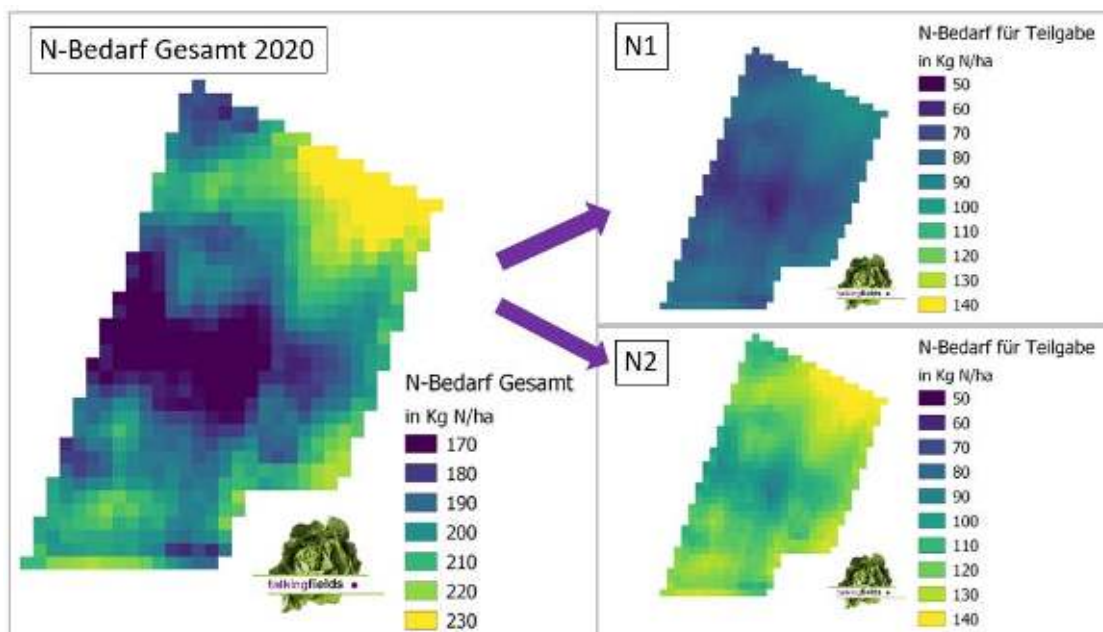 N-Bedarf Gesamt 2020
N-Bedarf Gesamt
in Kg N/ha
170
180
190
200
210
220
230
talkingfields
N1
N-Bedarf für Teilgabe
in Kg N/ha
50
60
70
80
90
100
110
120
130
140
talkingfields
N2
N-Bedarf für Teilgabe
in Kg N/ha
50
60
70
80
90
100
110
120
130
140
talkingfields